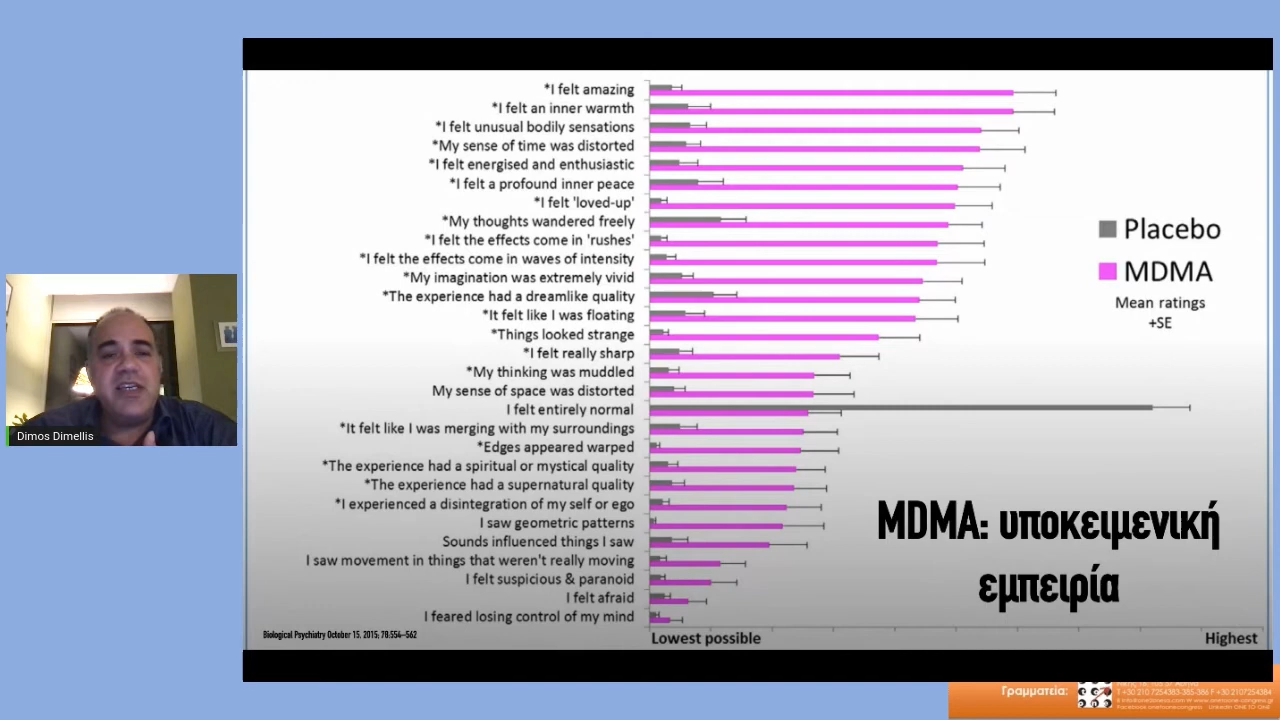 *I felt amazing
*I felt an inner warmth
*I felt unusual bodily sensations
*My sense of time was distorted
*I felt energised and enthusiastic
*I felt a profound inner peace
*I felt 'loved-up'
*My thoughts wandered freely
*I felt the effects come in 'rushes'
*I felt the effects come in waves of intensity
*My imagination was extremely vivid
*The experience had a dreamlike quality
*It felt like I was floating
*Things looked strange
*I felt really sharp
*My thinking was muddled
My sense of space was distorted
I felt entirely normal
*It felt like I was merging with my surroundings
*Edges appeared warped
*The experience had a spiritual or mystical quality
*The experience had a supernatural quality
*I experienced a disintegration of my self or ego
I saw geometric patterns
Sounds influenced things I saw
I saw movement in things that weren't really moving
I felt suspicious & paranoid
I felt afraid
I feared losing control of my mind
Lowest possible
Highest
Placebo
MDMA
Mean ratings
+SE
MDMA: υποκειμενική
εμπειρία
Biological Psychiatry October 15, 2015; 78:554–562
Dimos Dimellis
Γραμματεία:
T +30 210 7254383-385-386 F +30 2107254384